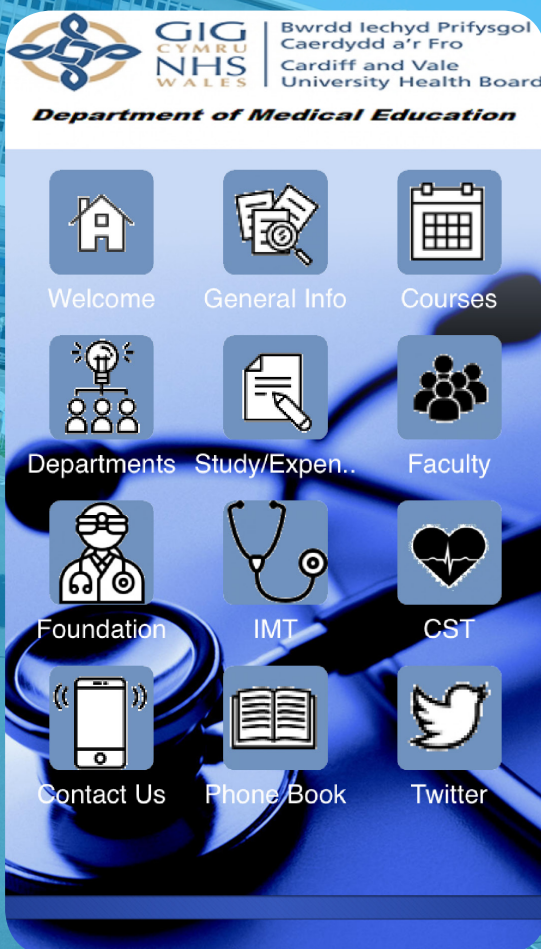 GIG
CYMRU
NHS
WALES
Bwrdd Iechyd Prifysgol
Caerdydd a'r Fro
Cardiff and Vale
University Health Board
Department of Medical Education
Welcome
General Info
Courses
Departments
Study/Expen..
Faculty
Foundation
IMT
CST
Contact Us
Phone Book
Twitter